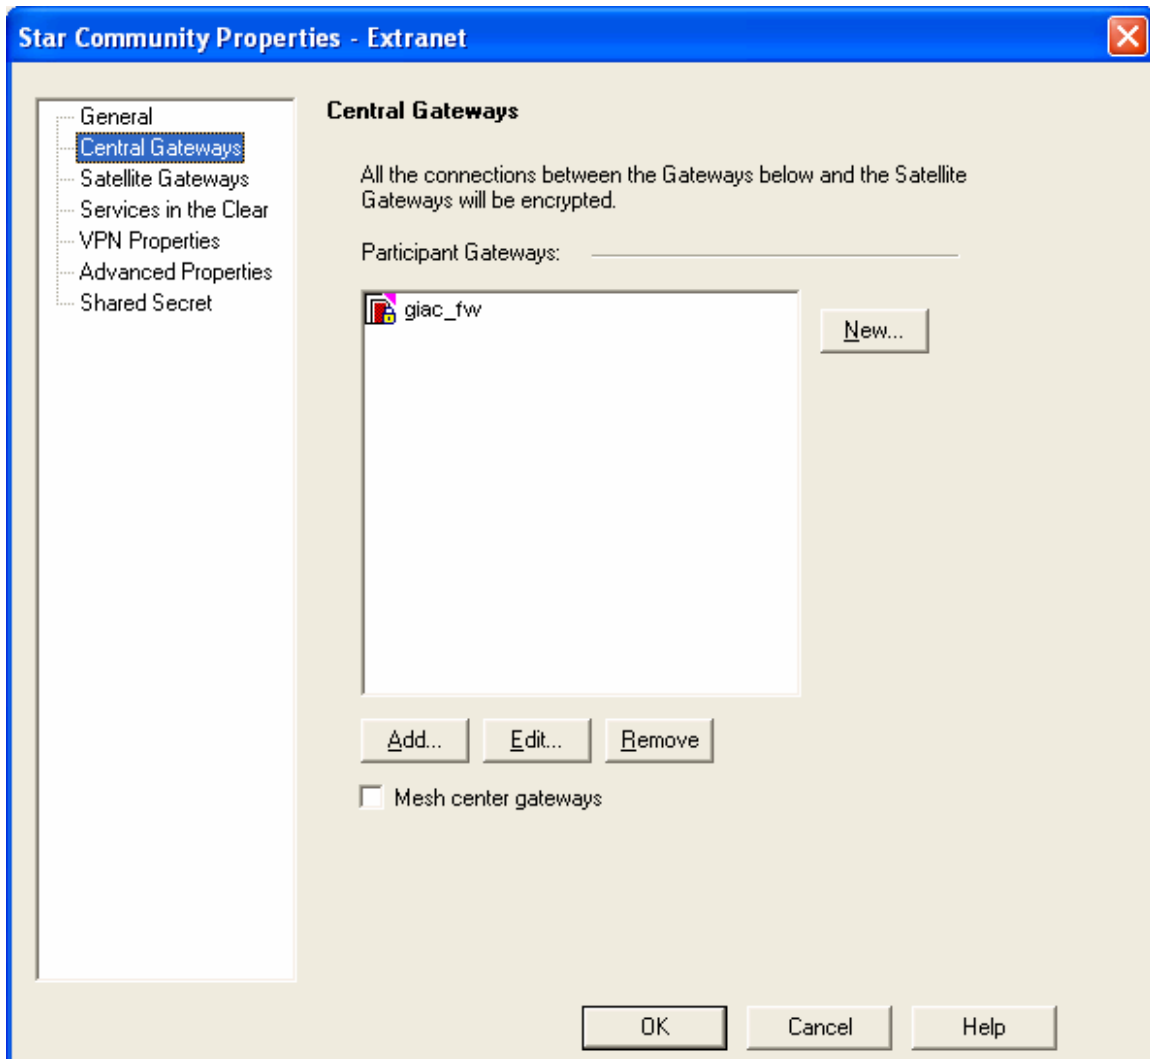 Star Community Properties - Extranet
General
Central Gateways
Satellite Gateways
Services in the Clear
VPN Properties
Advanced Properties
Shared Secret
Central Gateways
All the connections between the Gateways below and the Satellite
Gateways will be encrypted.
Participant Gateways:
giac_fw
New...
Add...
Edit...
Remove
Mesh center gateways
OK
Cancel
Help